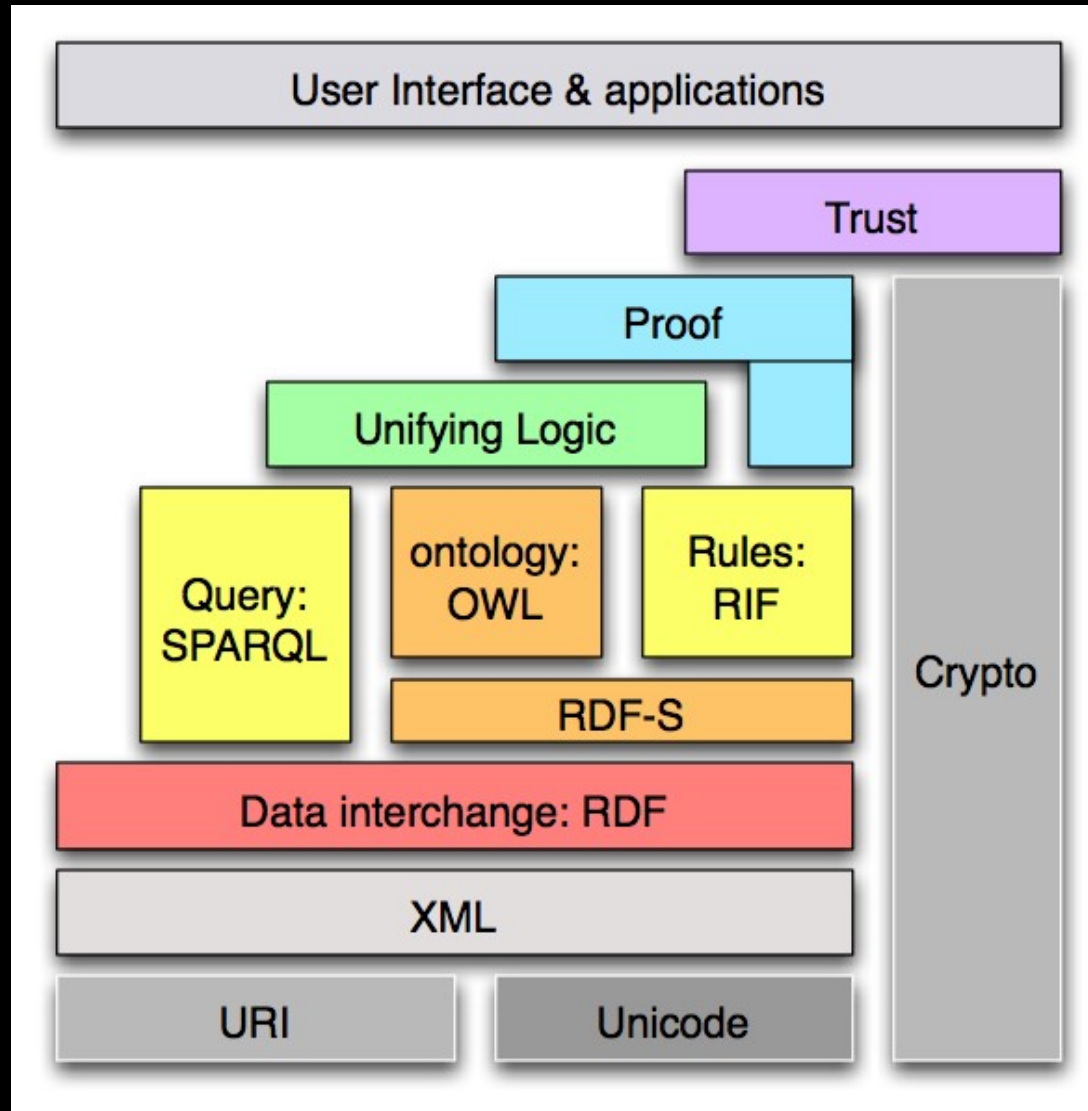 User Interface & applications
Trust
Proof
Unifying Logic
Query:
SPARQL
ontology:
OWL
Rules:
RIF
Crypto
RDF-S
Data interchange: RDF
XML
URI
Unicode